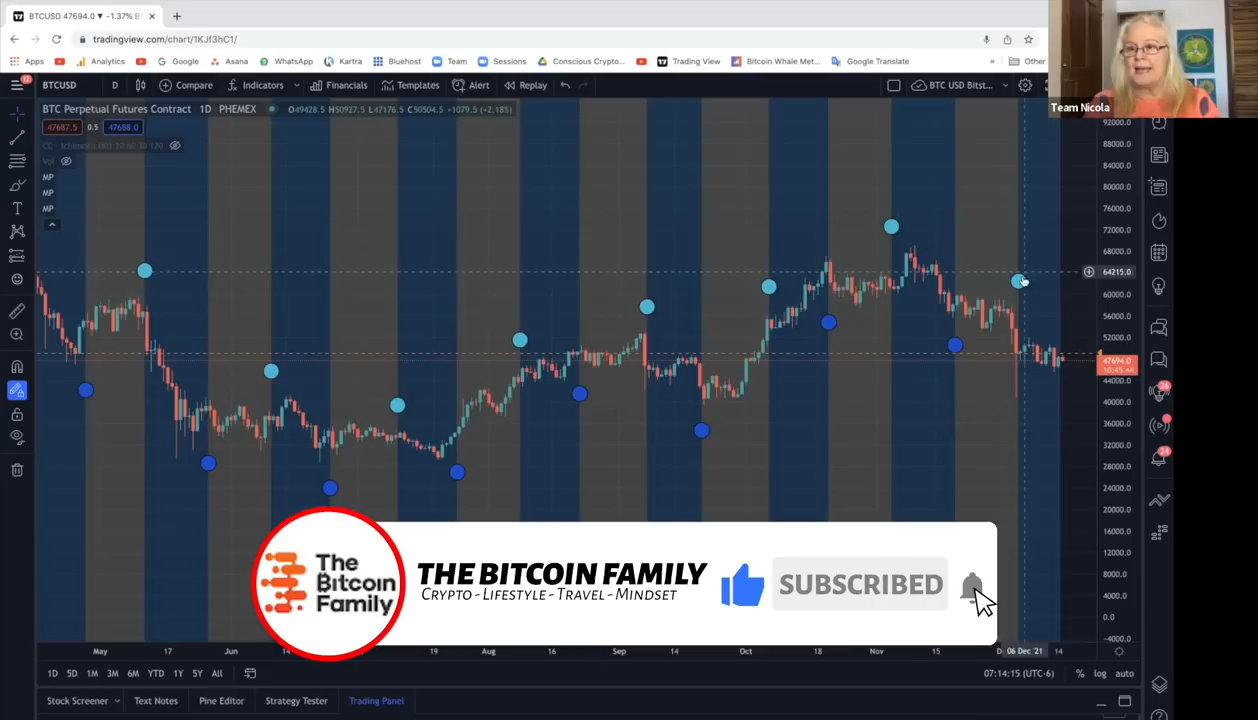 BTCUSD 47694.0 ▼ -1.37%
tradingview.com/chart/1KJf3hC1/
Apps Analytics Google Asana WhatsApp Kartra Bluehost Team Sessions Conscious Crypto... Trading View Bitcoin Whale Met... Google Translate » Other
Team Nicola
BTCUSD D Compare Indicators Financials Templates Alert Replay BTC USD Bitst...
BTC Perpetual Futures Contract 1D PHEMEX O49428.5 H50927.5 L47176.5 C50504.5 +1079.5 (+2.18%)
47687.5 0.5 47688.0
Vol
MP
MP
MP
92000.0
88000.0
84000.0
80000.0
76000.0
72000.0
68000.0
64215.0
60000.0
56000.0
52000.0
47694.0
10:45:44
44000.0
40000.0
36000.0
32000.0
28000.0
24000.0
20000.0
16000.0
12000.0
8000.0
4000.0
0.0
-4000.0
26
24
The
Bitcoin
Family
THE BITCOIN FAMILY
CRYPTO - LIFESTYLE - TRAVEL - MINDSET
SUBSCRIBED
May 17 Jun 14 Aug 16 Sep 14 Oct 18 Nov 15 06 Dec '21 14
1D 5D 1M 3M 6M YTD 1Y 5Y All 07:14:15 (UTC-6) % log auto
Stock Screener Text Notes Pine Editor Strategy Tester Trading Panel